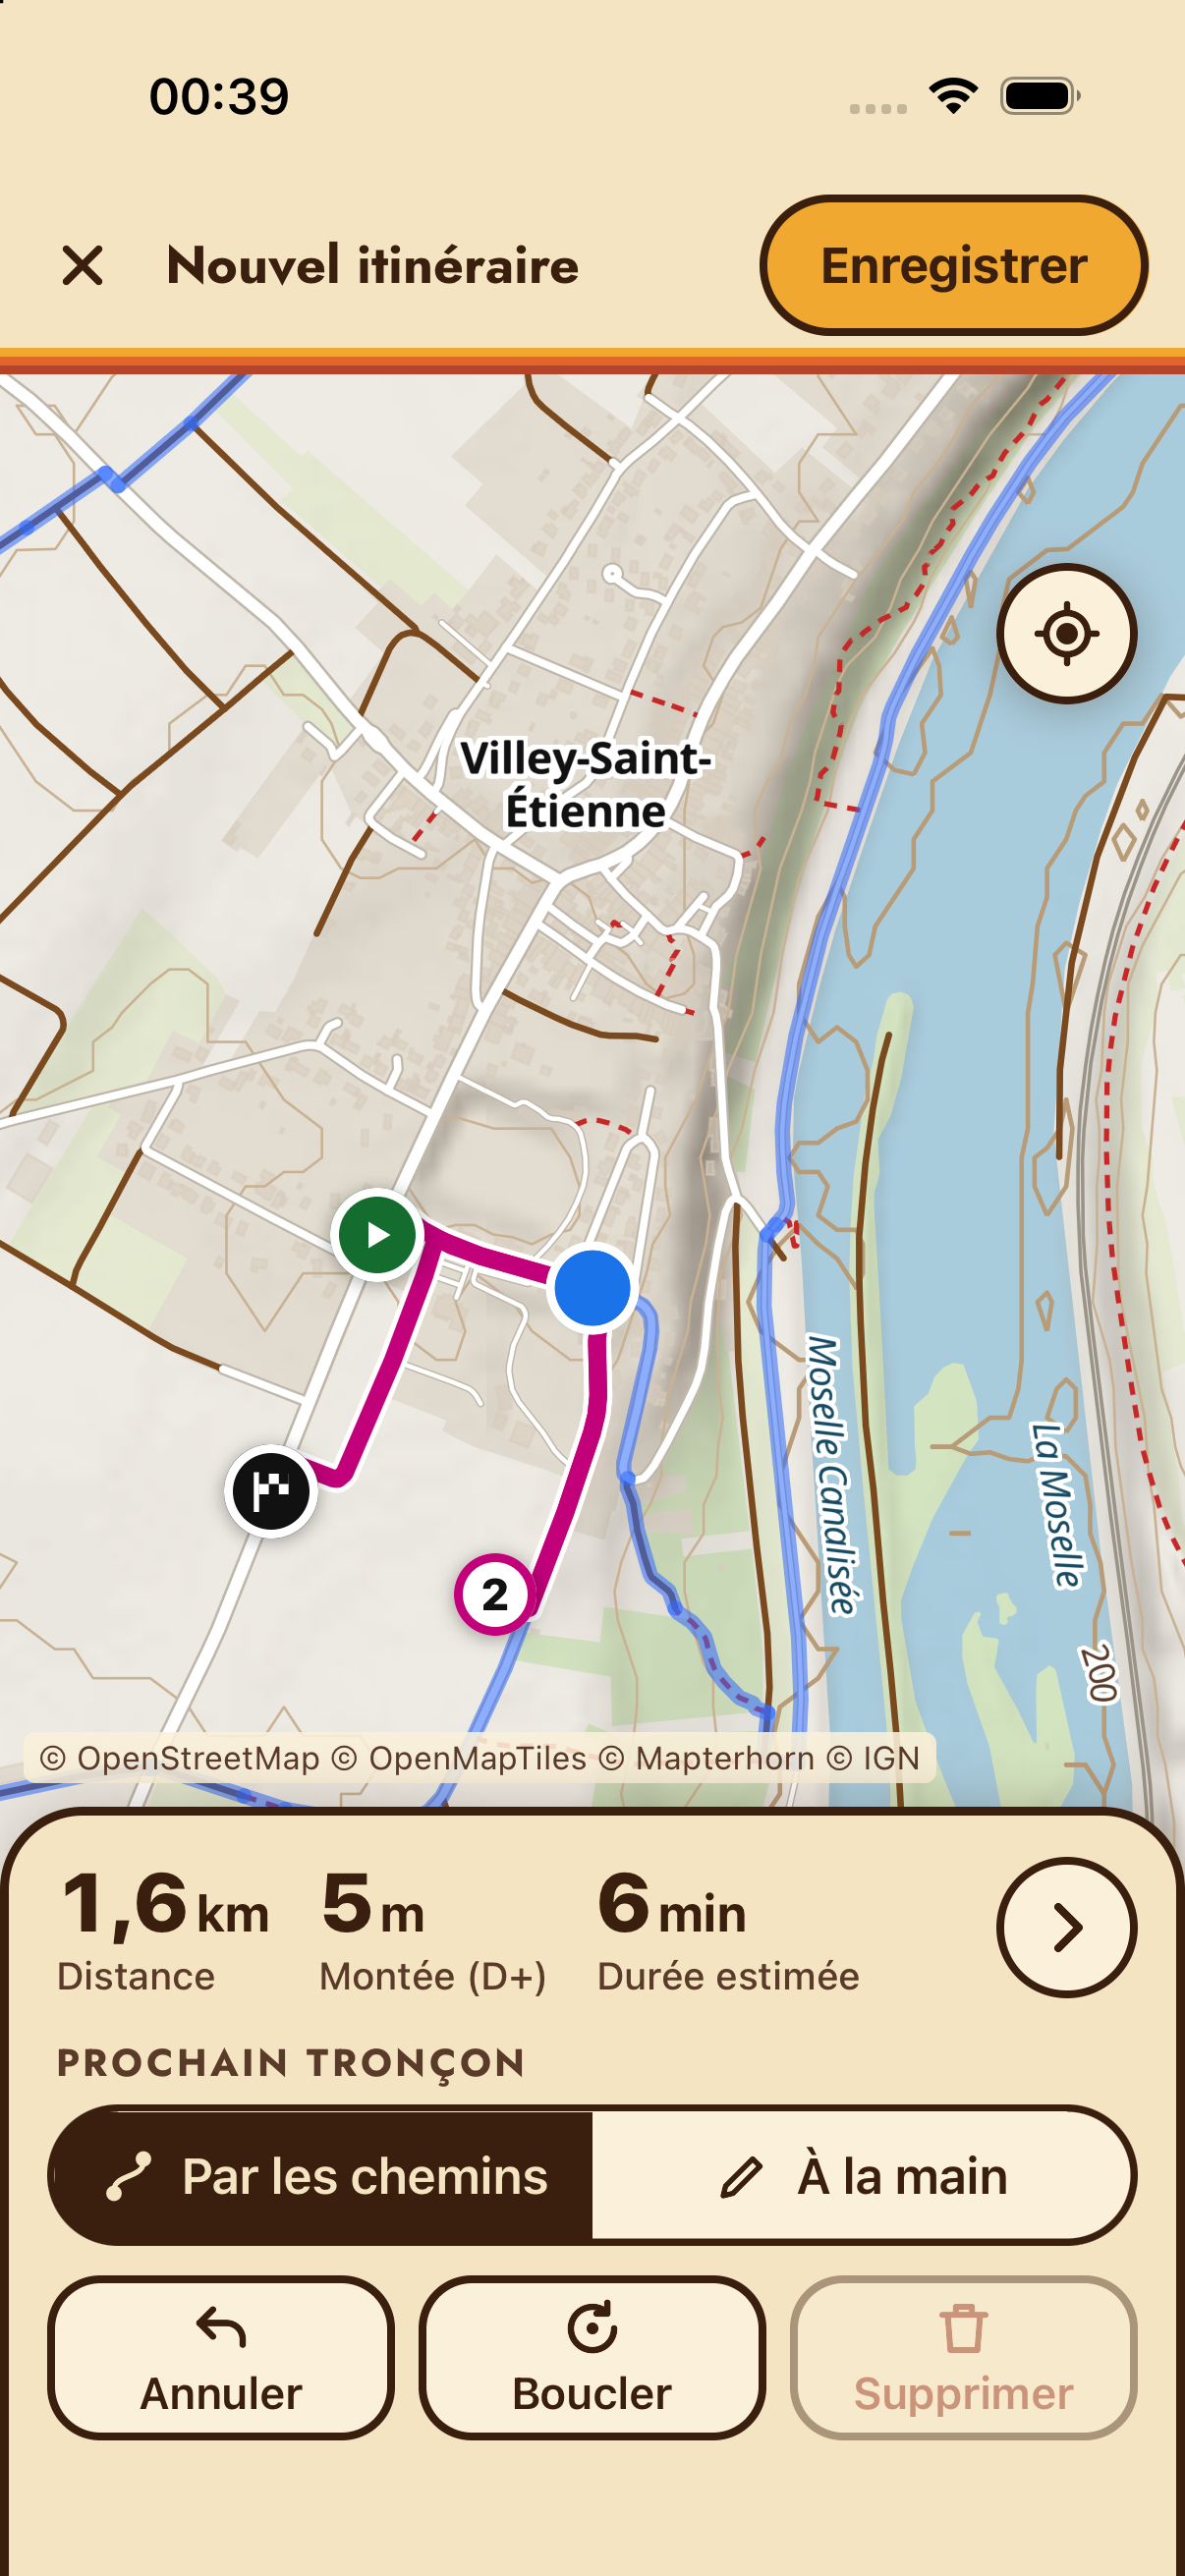 00:39
Nouvel itinéraire
Enregistrer
Villey-Saint-
Étienne
Moselle Canalisée
La Moselle
2
200
© OpenStreetMap © OpenMapTiles © Mapterhorn © IGN
1,6 km
5 m
6 min
Distance
Montée (D+)
Durée estimée
PROCHAIN TRONÇON
Par les chemins
À la main
Annuler
Boucler
Supprimer